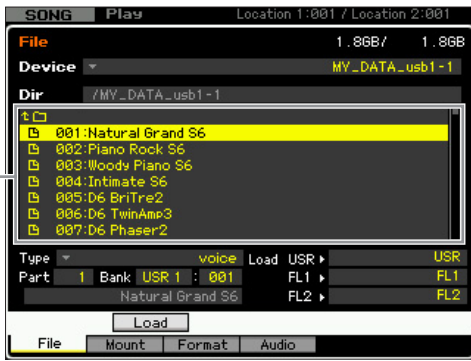 SONG Play Location 1:001 / Location 2:001
File 1.8GB/ 1.8GB
Device MY_DATA_usb1-1
Dir /MY_DATA_usb1-1
001:Natural Grand S6
002:Piano Rock S6
003:Woody Piano S6
004:Intimate S6
005:D6 BriTre2
006:D6 TwinAmp3
007:D6 Phaser2
Type voice Load USR USR
Part 1 Bank USR 1 : 001 FL1 FL1
Natural Grand S6 FL2 FL2
Load
File Mount Format Audio